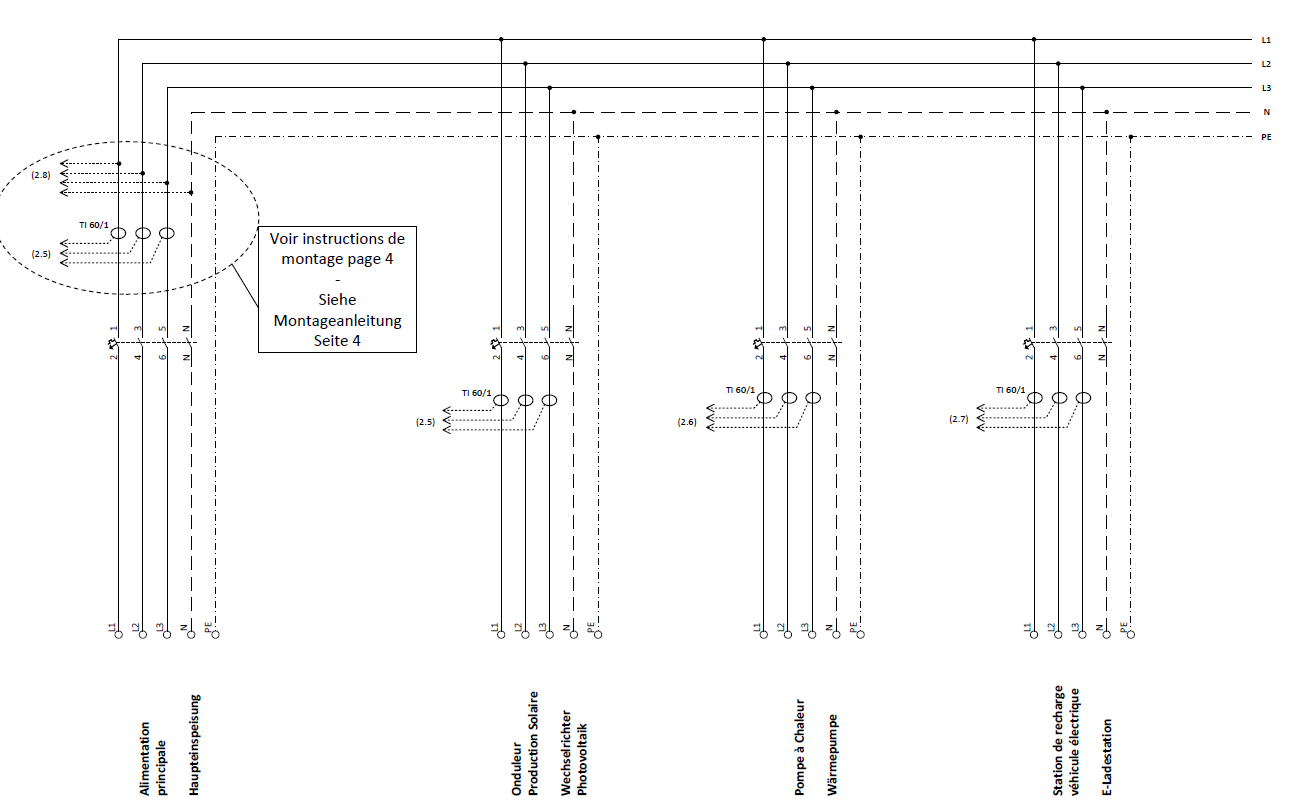 L1
L2
L3
N
PE
(2.8)
TI 60/1
(2.5)
Voir instructions de
montage page 4
-
Siehe
Montageanleitung
Seite 4
1 3 5 N
2 4 6 N
1 3 5 N
2 4 6 N
1 3 5 N
2 4 6 N
1 3 5 N
2 4 6 N
TI 60/1
(2.5)
TI 60/1
(2.6)
TI 60/1
(2.7)
L1 L2 L3 N PE
L1 L2 L3 N PE
L1 L2 L3 N PE
L1 L2 L3 N PE
Alimentation
principale
Haupteinspeisung
Onduleur
Production Solaire
Wechselrichter
Photovoltaik
Pompe à Chaleur
Wärmepumpe
Station de recharge
véhicule électrique
E-Ladestation